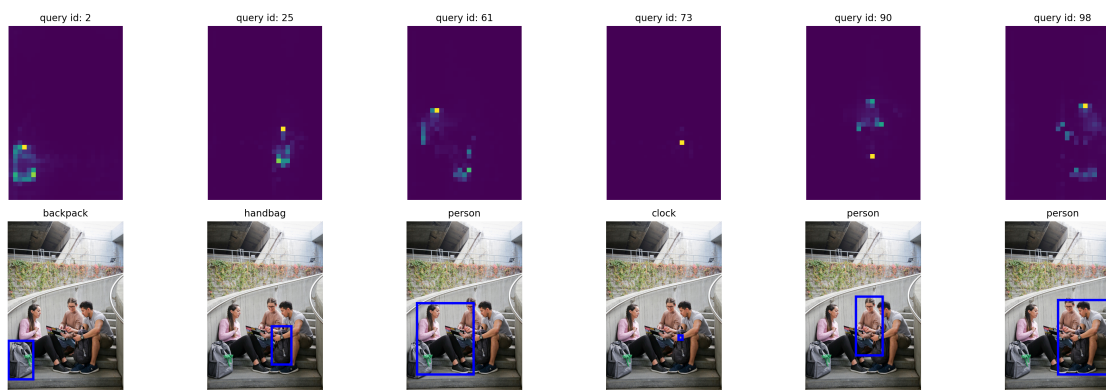 query id: 2
query id: 25
query id: 61
query id: 73
query id: 90
query id: 98
backpack
handbag
person
clock
person
person